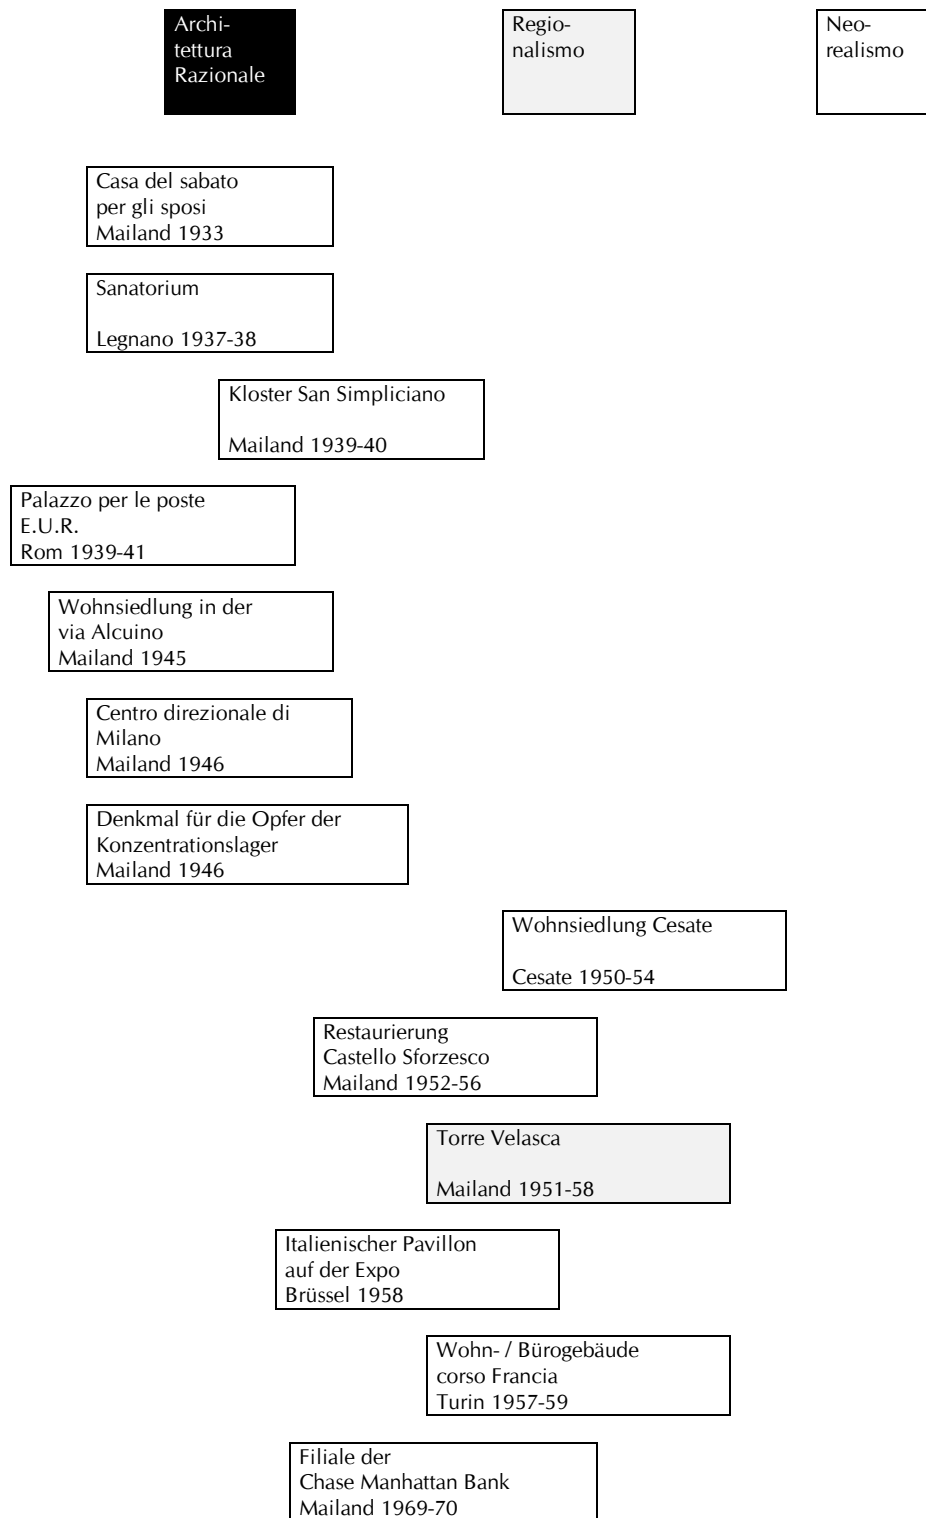 Archi-
tettura
Razionale
Regio-
nalismo
Neo-
realismo
Casa del sabato
per gli sposi
Mailand 1933
Sanatorium
Legnano 1937-38
Kloster San Simpliciano
Mailand 1939-40
Palazzo per le poste
E.U.R.
Rom 1939-41
Wohnsiedlung in der
via Alcuino
Mailand 1945
Centro direzionale di
Milano
Mailand 1946
Denkmal für die Opfer der
Konzentrationslager
Mailand 1946
Wohnsiedlung Cesate
Cesate 1950-54
Restaurierung
Castello Sforzesco
Mailand 1952-56
Torre Velasca
Mailand 1951-58
Italienischer Pavillon
auf der Expo
Brüssel 1958
Wohn- / Bürogebäude
corso Francia
Turin 1957-59
Filiale der
Chase Manhattan Bank
Mailand 1969-70